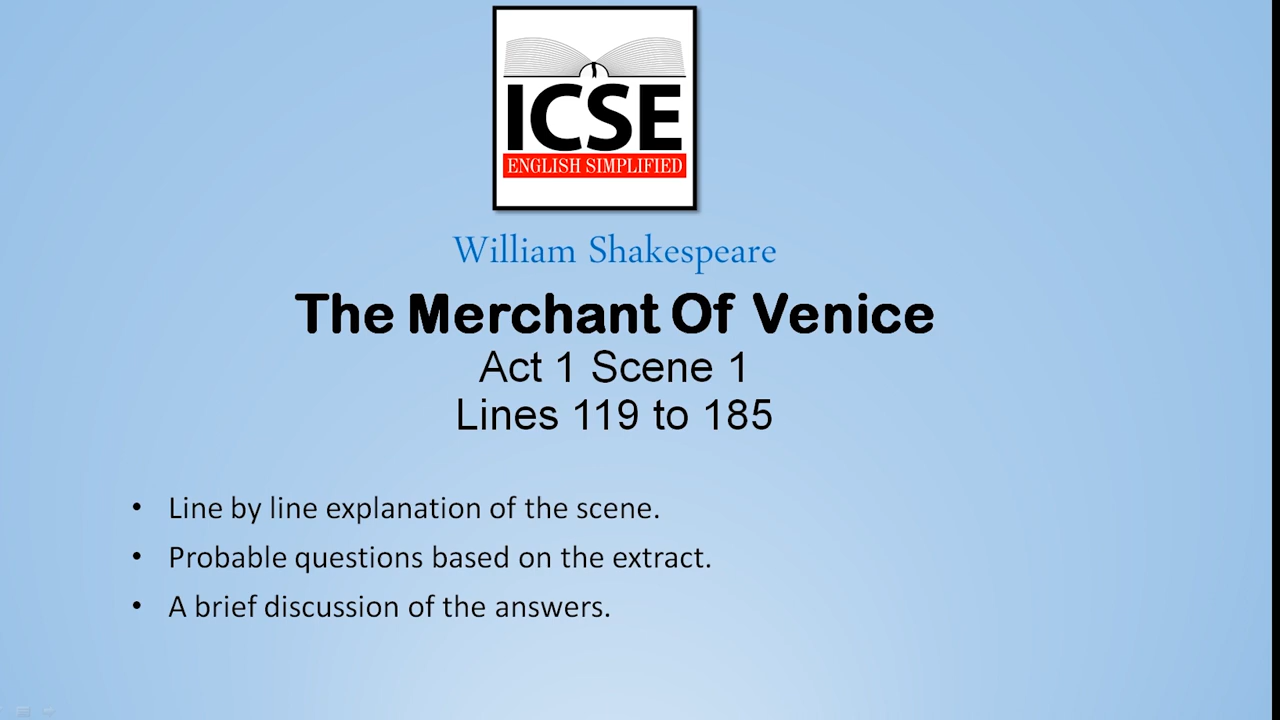 ICSE
ENGLISH SIMPLIFIED
William Shakespeare
The Merchant Of Venice
Act 1 Scene 1
Lines 119 to 185
• Line by line explanation of the scene.
• Probable questions based on the extract.
• A brief discussion of the answers.